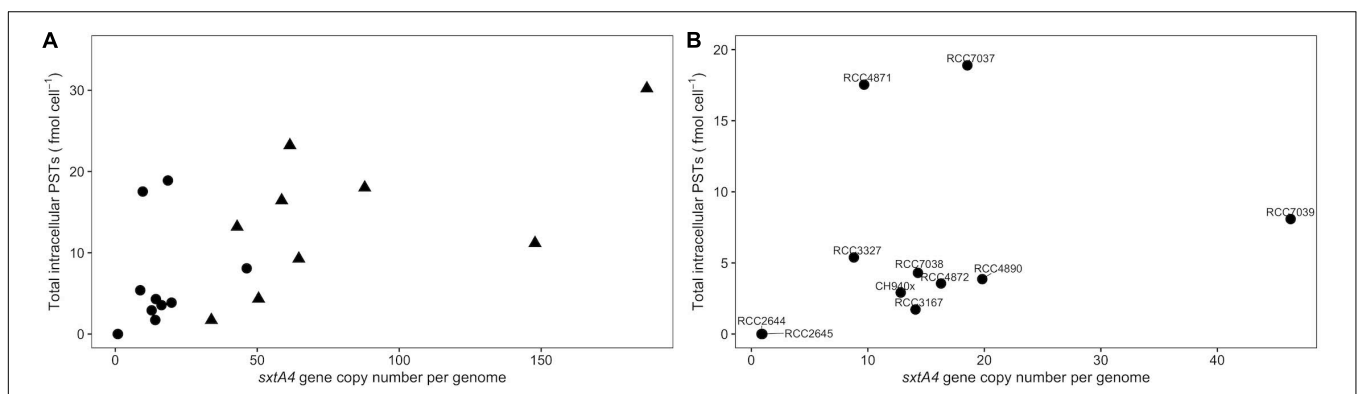 A
Total intracellular PSTs ( fmol cell⁻¹)
30
20
10
0
0 50 100 150
sxtA4 gene copy number per genome
B
Total intracellular PSTs ( fmol cell⁻¹)
20
15
10
5
0
RCC7037
RCC4871
RCC7039
RCC3327
RCC7038
RCC4890
RCC4872
CH940x
RCC3167
RCC2644
RCC2645
0 10 20 30 40
sxtA4 gene copy number per genome